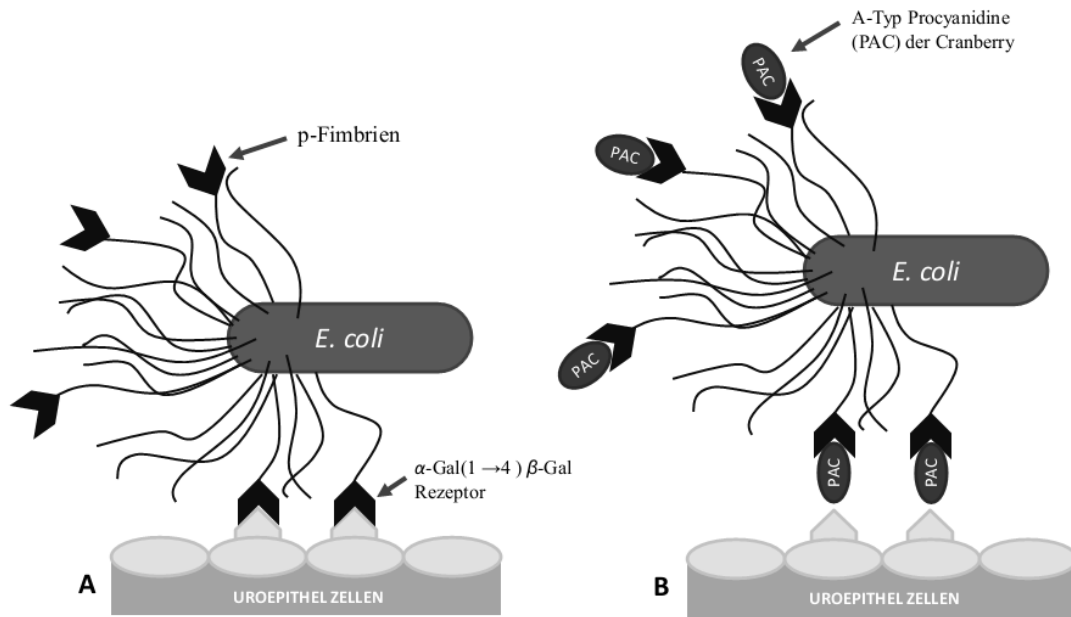 p-Fimbrien
E. coli
α-Gal(1 →4 ) β-Gal
Rezeptor
A
UROEPITHEL ZELLEN
A-Typ Procyanidine
(PAC) der Cranberry
PAC
PAC
E. coli
PAC
PAC
PAC
B
UROEPITHEL ZELLEN